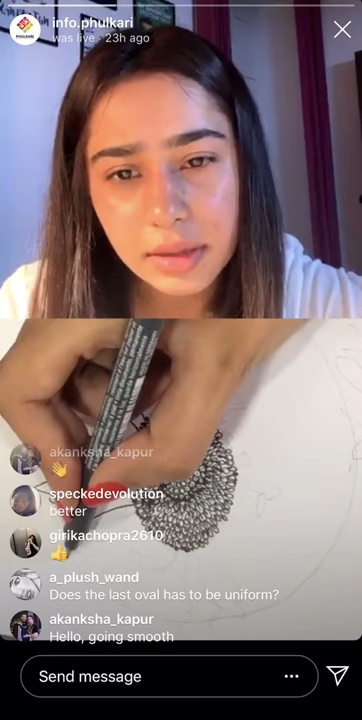 info.phulkari
was live · 23h ago
PHULKARI
akanksha_kapur
👋
speckedevolution
better
girikachopra2610
👍
a_plush_wand
Does the last oval has to be uniform?
akanksha_kapur
Hello, going smooth
Send message